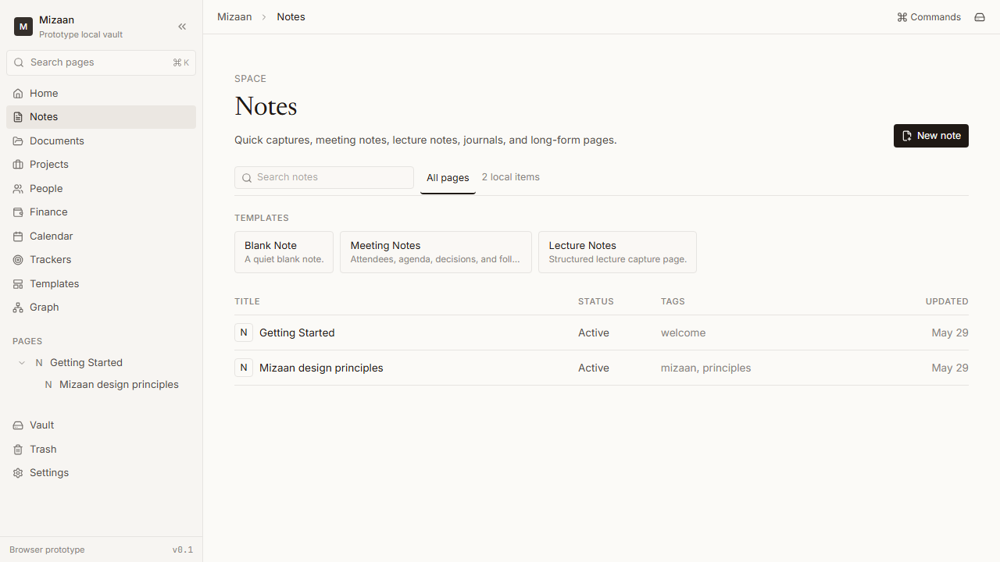 M
Mizaan
Prototype local vault
Search pages
⌘ K
Home
Notes
Documents
Projects
People
Finance
Calendar
Trackers
Templates
Graph
PAGES
N Getting Started
N Mizaan design principles
Vault
Trash
Settings
Browser prototype v0.1
Mizaan Notes
⌘ Commands
SPACE
Notes
Quick captures, meeting notes, lecture notes, journals, and long-form pages.
New note
Search notes All pages 2 local items
TEMPLATES
Blank Note
A quiet blank note.
Meeting Notes
Attendees, agenda, decisions, and foll...
Lecture Notes
Structured lecture capture page.
TITLE STATUS TAGS UPDATED
N Getting Started Active welcome May 29
N Mizaan design principles Active mizaan, principles May 29